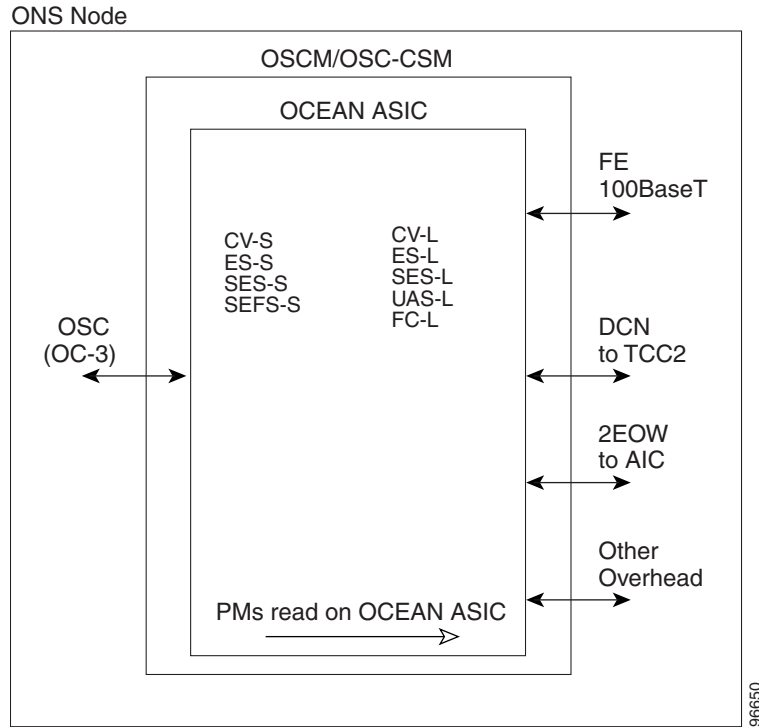 ONS Node
OSCM/OSC-CSM
OCEAN ASIC
FE
100BaseT
CV-S
ES-S
SES-S
SEFS-S
CV-L
ES-L
SES-L
UAS-L
FC-L
OSC
(OC-3)
DCN
to TCC2
2EOW
to AIC
Other
Overhead
PMs read on OCEAN ASIC
96650